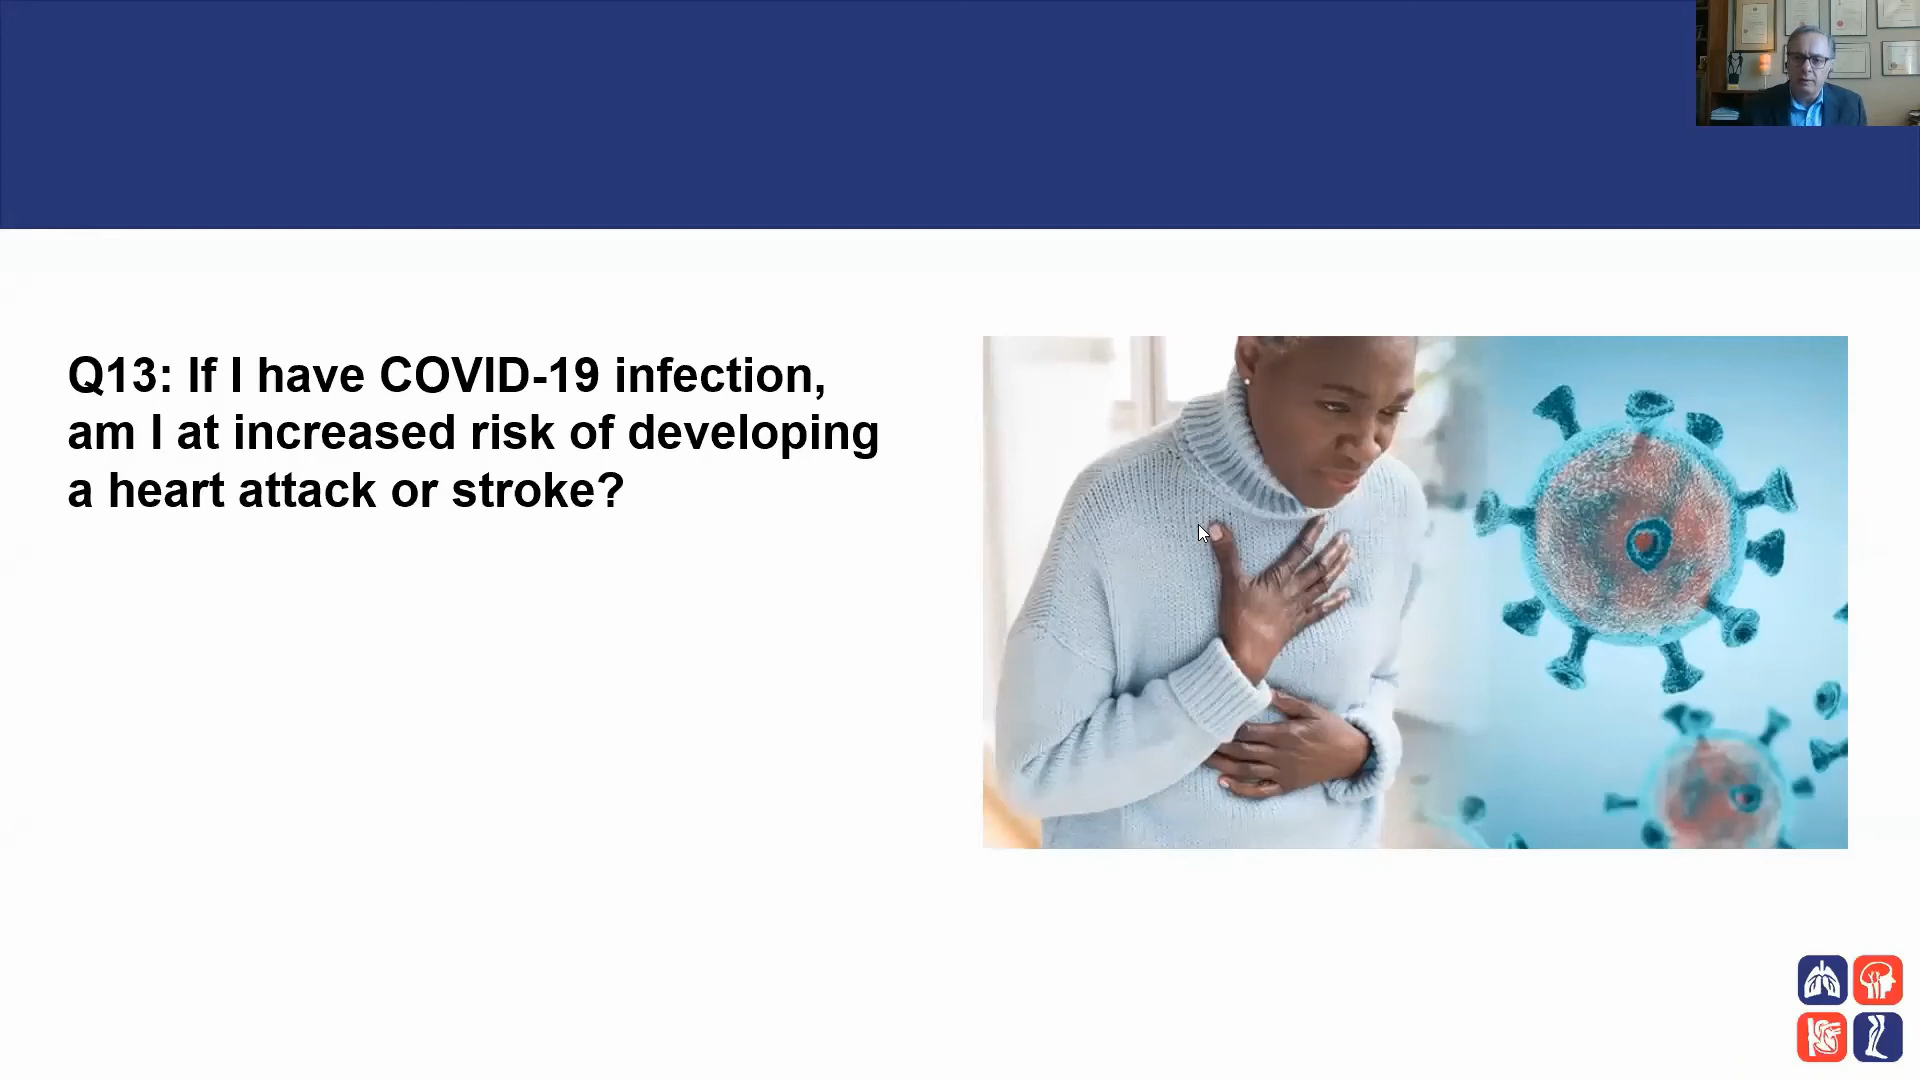 Q13: If I have COVID-19 infection,
am I at increased risk of developing
a heart attack or stroke?